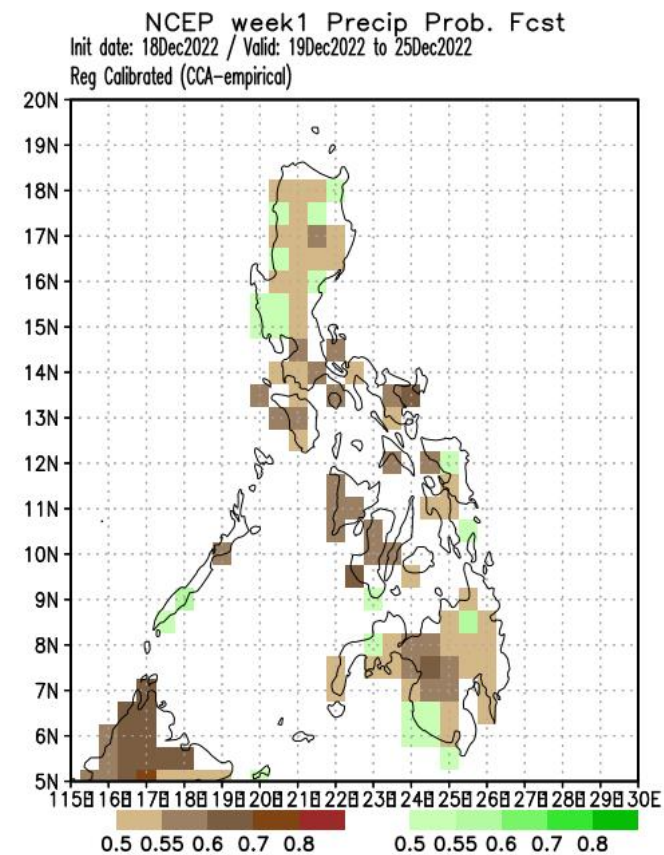 NCEP week1 Precip Prob. Fcst
Init date: 18Dec2022 / Valid: 19Dec2022 to 25Dec2022
Reg Calibrated (CCA-empirical)
20N
19N
18N
17N
16N
15N
14N
13N
12N
11N
10N
9N
8N
7N
6N
5N
115E 116E 117E 118E 119E 120E 121E 122E 123E 124E 125E 126E 127E 128E 129E 130E
0.5 0.55 0.6 0.7 0.8 0.5 0.55 0.6 0.7 0.8